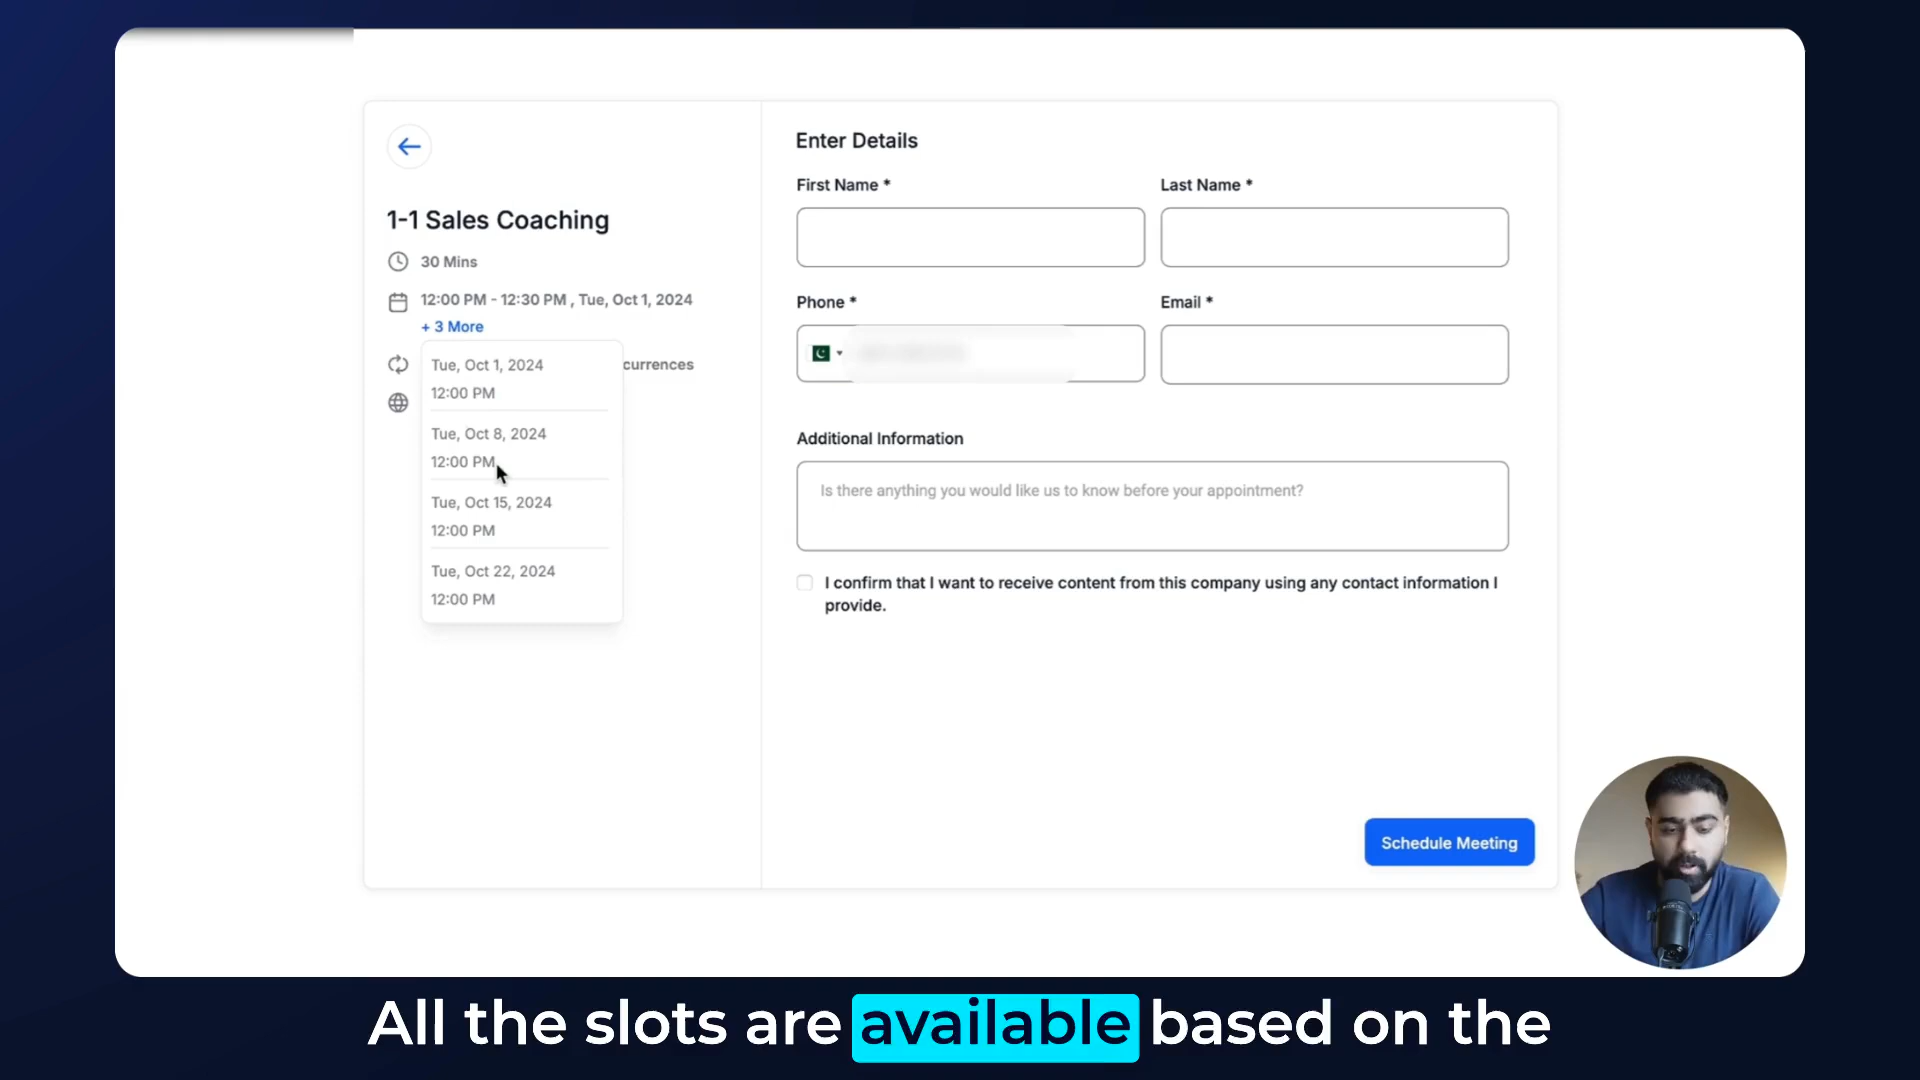 1-1 Sales Coaching
30 Mins
12:00 PM - 12:30 PM , Tue, Oct 1, 2024
+ 3 More
currences
Tue, Oct 1, 2024
12:00 PM
Tue, Oct 8, 2024
12:00 PM
Tue, Oct 15, 2024
12:00 PM
Tue, Oct 22, 2024
12:00 PM
Enter Details
First Name *
Last Name *
Phone *
Email *
Additional Information
Is there anything you would like us to know before your appointment?
I confirm that I want to receive content from this company using any contact information I
provide.
Schedule Meeting
All the slots are available based on the